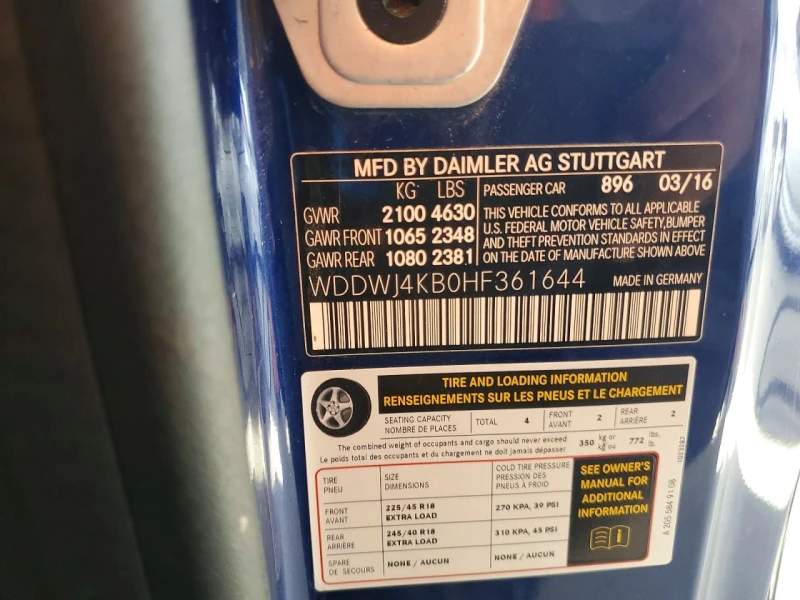 MFD BY DAIMLER AG STUTTGART
KG LBS
GVWR 2100 4630
GAWR FRONT 1065 2348
GAWR REAR 1080 2381
PASSENGER CAR 896 03/16
THIS VEHICLE CONFORMS TO ALL APPLICABLE
U.S. FEDERAL MOTOR VEHICLE SAFETY,BUMPER
AND THEFT PREVENTION STANDARDS IN EFFECT
ON THE DATE OF MANUFACTURE SHOWN ABOVE
WDDWJ4KB0HF361644 MADE IN GERMANY
TIRE AND LOADING INFORMATION
RENSEIGNEMENTS SUR LES PNEUS ET LE CHARGEMENT
SEATING CAPACITY
NOMBRE DE PLACES
TOTAL 4
FRONT
AVANT 2
REAR
ARRIÈRE 2
The combined weight of occupants and cargo should never exceed
Le poids total des occupants et du chargement ne doit jamais dépasser
350 kg or
kg ou 772 lbs.
lb.
TIRE
PNEU
SIZE
DIMENSIONS
COLD TIRE PRESSURE
PRESSION DES
PNEUS À FROID
FRONT
AVANT
225/45 R18
EXTRA LOAD
270 KPA, 39 PSI
REAR
ARRIÈRE
245/40 R18
EXTRA LOAD
310 KPA, 45 PSI
SPARE
DE SECOURS
NONE / AUCUN
NONE / AUCUN
SEE OWNER'S
MANUAL FOR
ADDITIONAL
INFORMATION
A 205 584 91 08